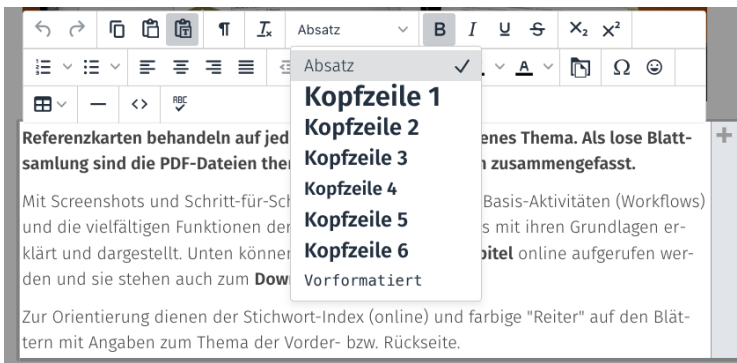 Absatz
B I U S X₂ X²
A
Ω
ABC
Absatz
Kopfzeile 1
Kopfzeile 2
Kopfzeile 3
Kopfzeile 4
Kopfzeile 5
Kopfzeile 6
Vorformatiert
Referenzkarten behandeln auf jed enes Thema. Als lose Blatt-
samlung sind die PDF-Dateien the n zusammengefasst.
Mit Screenshots und Schritt-für-Sch Basis-Aktivitäten (Workflows)
und die vielfältigen Funktionen der s mit ihren Grundlagen er-
klärt und dargestellt. Unten können pitel online aufgerufen wer-
den und sie stehen auch zum Dow
Zur Orientierung dienen der Stichwort-Index (online) und farbige "Reiter" auf den Blät-
tern mit Angaben zum Thema der Vorder- bzw. Rückseite.